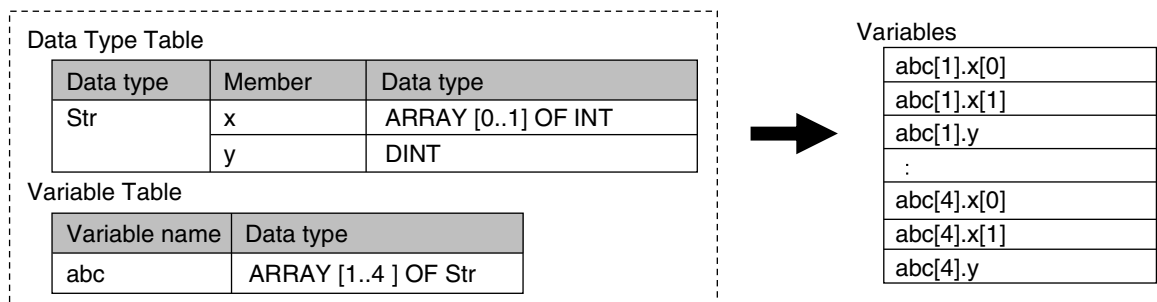 Data Type Table
Data type Member Data type
Str x ARRAY [0..1] OF INT
y DINT
Variable Table
Variable name Data type
abc ARRAY [1..4 ] OF Str
Variables
abc[1].x[0]
abc[1].x[1]
abc[1].y
:
abc[4].x[0]
abc[4].x[1]
abc[4].y